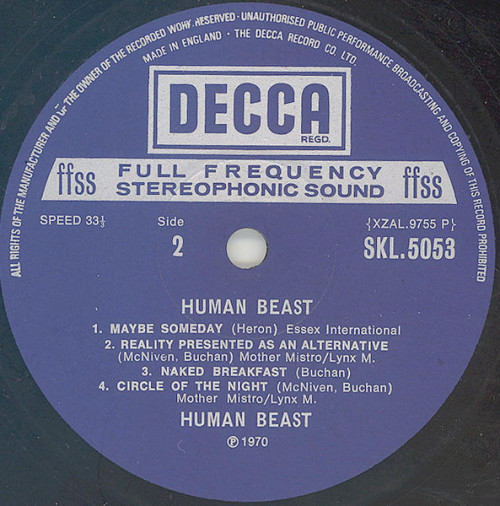 ALL RIGHTS OF THE MANUFACTURER AND OF THE OWNER OF THE RECORDED WORK RESERVED · UNAUTHORISED PUBLIC PERFORMANCE BROADCASTING AND COPYING OF THIS RECORD PROHIBITED
MADE IN ENGLAND · THE DECCA RECORD CO. LTD.
DECCA
REGD.
ffss FULL FREQUENCY ffss
STEREOPHONIC SOUND
SPEED 33⅓ Side {XZAL.9755 P}
2 SKL.5053
HUMAN BEAST
1. MAYBE SOMEDAY (Heron) Essex International
2. REALITY PRESENTED AS AN ALTERNATIVE
(McNiven, Buchan) Mother Mistro/Lynx M.
3. NAKED BREAKFAST (Buchan)
4. CIRCLE OF THE NIGHT (McNiven, Buchan)
Mother Mistro/Lynx M.
HUMAN BEAST
℗ 1970